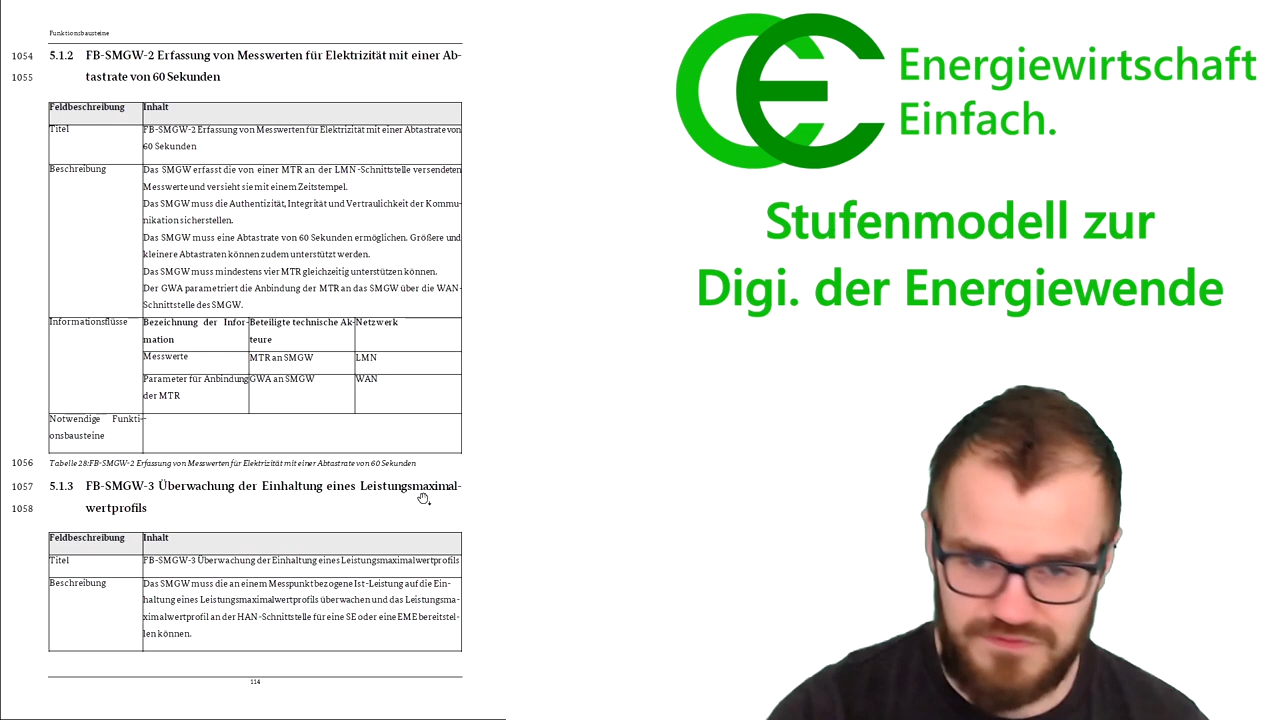 Funktionsbausteine
1054 5.1.2 FB-SMGW-2 Erfassung von Messwerten für Elektrizität mit einer Ab-
1055 tastrate von 60 Sekunden
Feldbeschreibung Inhalt
Titel FB-SMGW-2 Erfassung von Messwerten für Elektrizität mit einer Abtastrate von
60 Sekunden
Beschreibung Das SMGW erfasst die von einer MTR an der LMN-Schnittstelle versendeten
Messwerte und versieht sie mit einem Zeitstempel.
Das SMGW muss die Authentizität, Integrität und Vertraulichkeit der Kommu-
nikation sicherstellen.
Das SMGW muss eine Abtastrate von 60 Sekunden ermöglichen. Größere und
kleinere Abtastraten können zudem unterstützt werden.
Das SMGW muss mindestens vier MTR gleichzeitig unterstützen können.
Der GWA parametriert die Anbindung der MTR an das SMGW über die WAN-
Schnittstelle des SMGW.
Informationsflüsse Bezeichnung der Infor- Beteiligte technische Ak- Netzwerk
mation teure
Messwerte MTR an SMGW LMN
Parameter für Anbindung GWA an SMGW WAN
der MTR
Notwendige Funkti-
onsbausteine
1056 Tabelle 28:FB-SMGW-2 Erfassung von Messwerten für Elektrizität mit einer Abtastrate von 60 Sekunden
1057 5.1.3 FB-SMGW-3 Überwachung der Einhaltung eines Leistungsmaximal-
1058 wertprofils
Feldbeschreibung Inhalt
Titel FB-SMGW-3 Überwachung der Einhaltung eines Leistungsmaximalwertprofils
Beschreibung Das SMGW muss die an einem Messpunkt bezogene Ist-Leistung auf die Ein-
haltung eines Leistungsmaximalwertprofils überwachen und das Leistungsma-
ximalwertprofil an der HAN-Schnittstelle für eine SE oder eine EME bereitstel-
len können.
114
Energiewirtschaft
Einfach.
Stufenmodell zur
Digi. der Energiewende